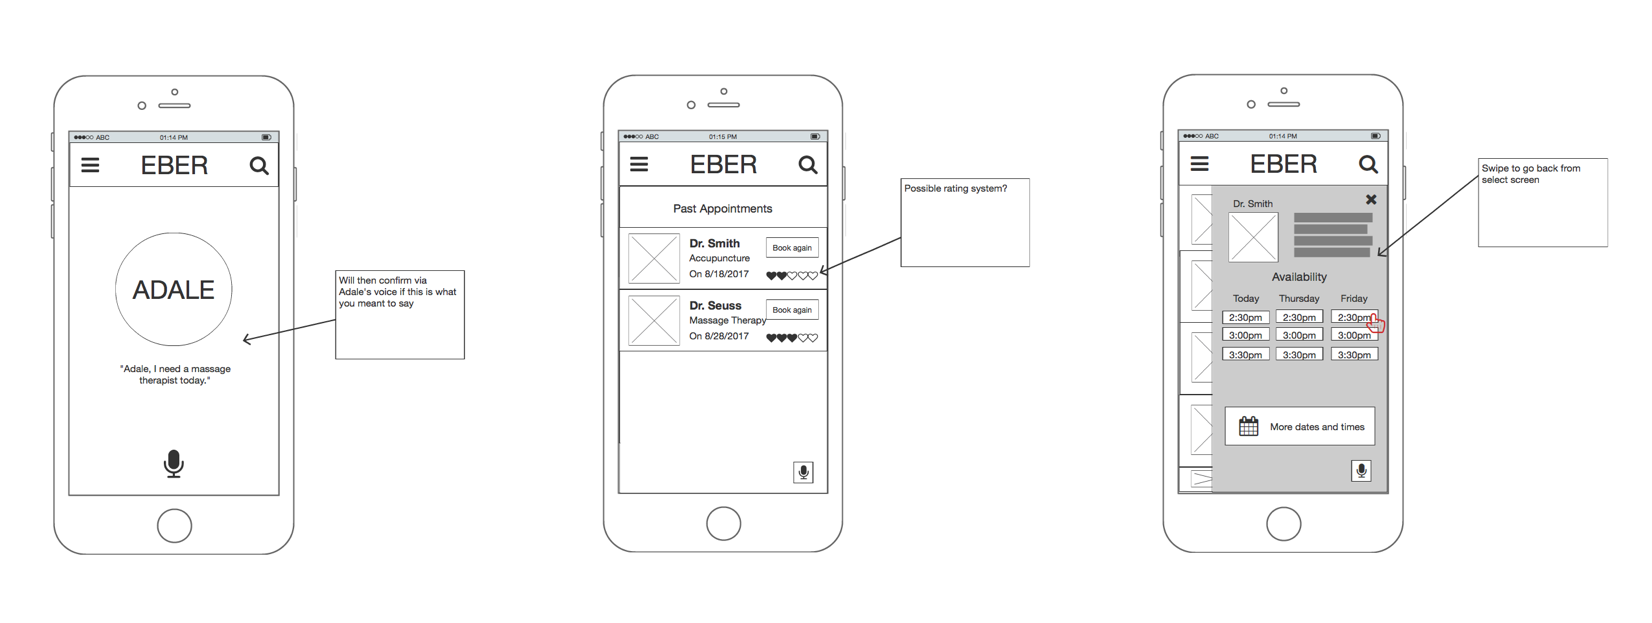 ABC 01:14 PM
EBER
ADALE
"Adale, I need a massage
therapist today."
Will then confirm via
Adale's voice if this is what
you meant to say
ABC 01:15 PM
EBER
Past Appointments
Dr. Smith
Accupuncture
On 8/18/2017
Book again
Dr. Seuss
Massage Therapy
On 8/28/2017
Book again
Possible rating system?
ABC 01:14 PM
EBER
Dr. Smith
Availability
Today Thursday Friday
2:30pm 2:30pm 2:30pm
3:00pm 3:00pm 3:00pm
3:30pm 3:30pm 3:30pm
More dates and times
Swipe to go back from
select screen